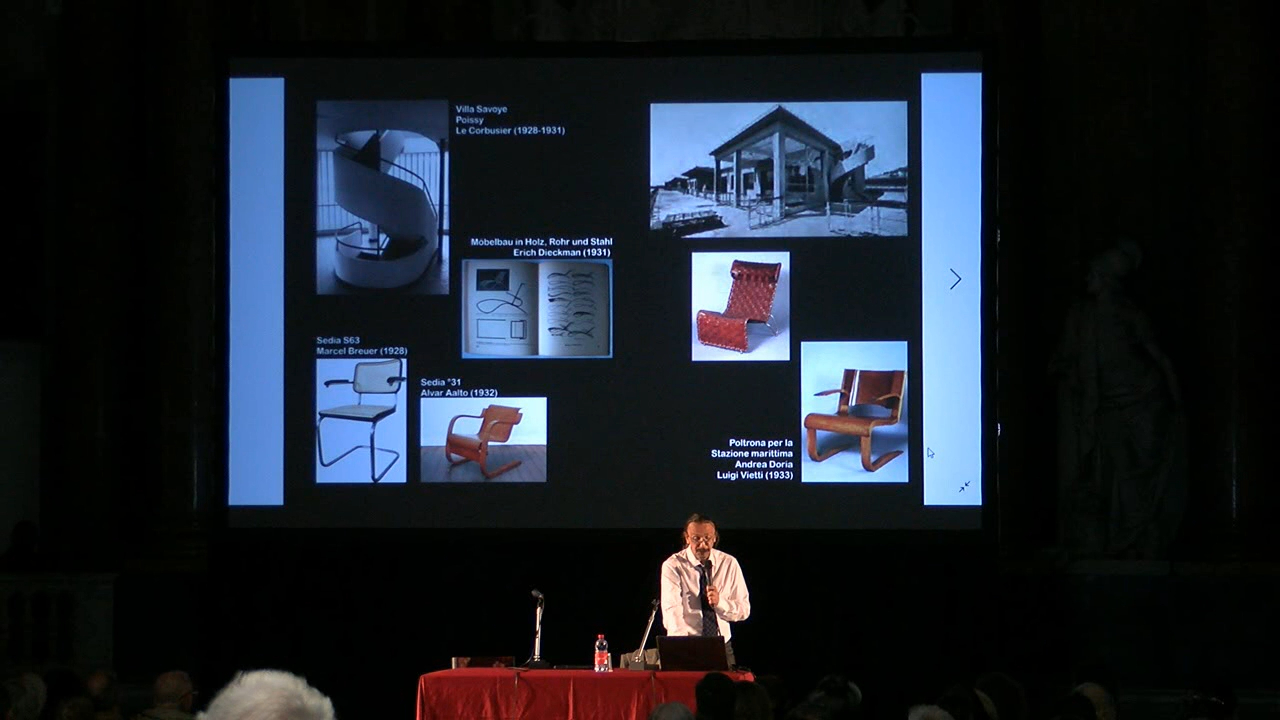 Villa Savoye
Poissy
Le Corbusier (1928-1931)
Möbelbau in Holz, Rohr und Stahl
Erich Dieckman (1931)
Sedia S63
Marcel Breuer (1928)
Sedia °31
Alvar Aalto (1932)
Poltrona per la
Stazione marittima
Andrea Doria
Luigi Vietti (1933)